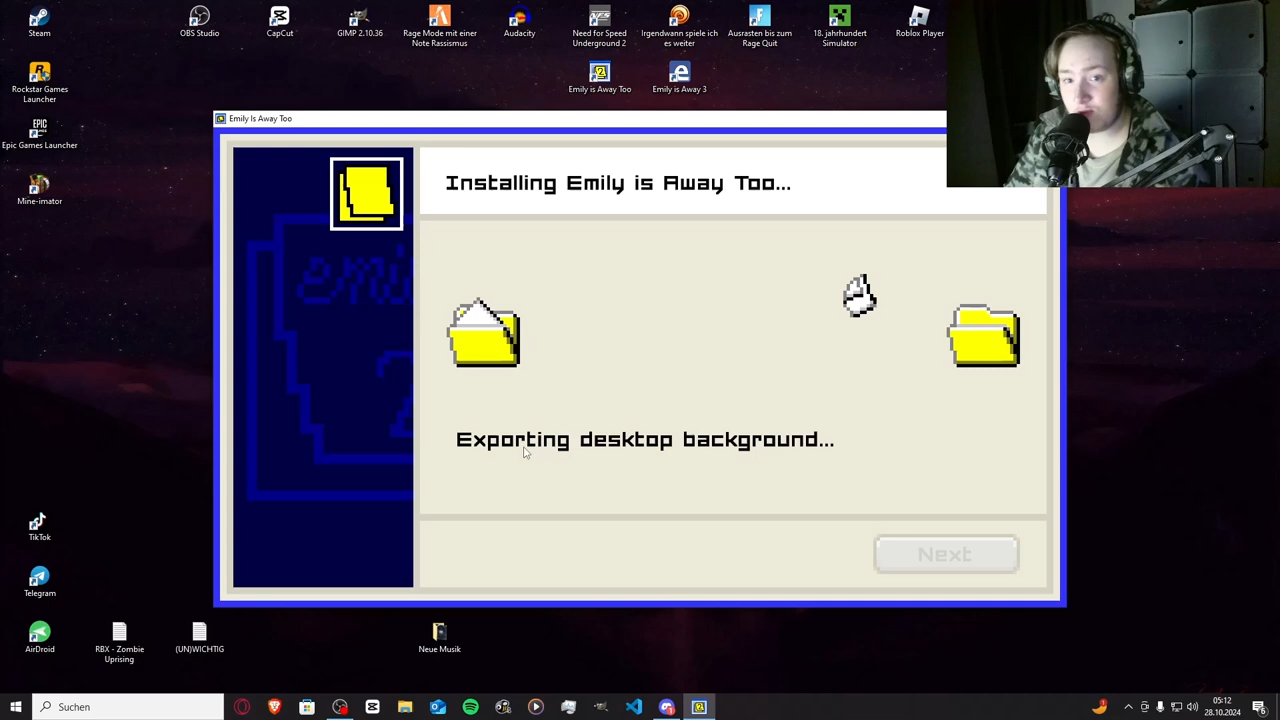 Steam
OBS Studio
CapCut
GIMP 2.10.36
Rage Mode mit einer
Note Rassismus
Audacity
Need for Speed
Underground 2
Irgendwann spiele ich
es weiter
Ausrasten bis zum
Rage Quit
18. jahrhundert
Simulator
Roblox Player
Rockstar Games
Launcher
Emily is Away Too
Emily is Away 3
Epic Games Launcher
Mine-imator
Emily Is Away Too
Installing Emily is Away Too...
emi
2
Exporting desktop background...
Next
TikTok
Telegram
AirDroid
RBX - Zombie
Uprising
(UN)WICHTIG
Neue Musik
Suchen
05:12
28.10.2024